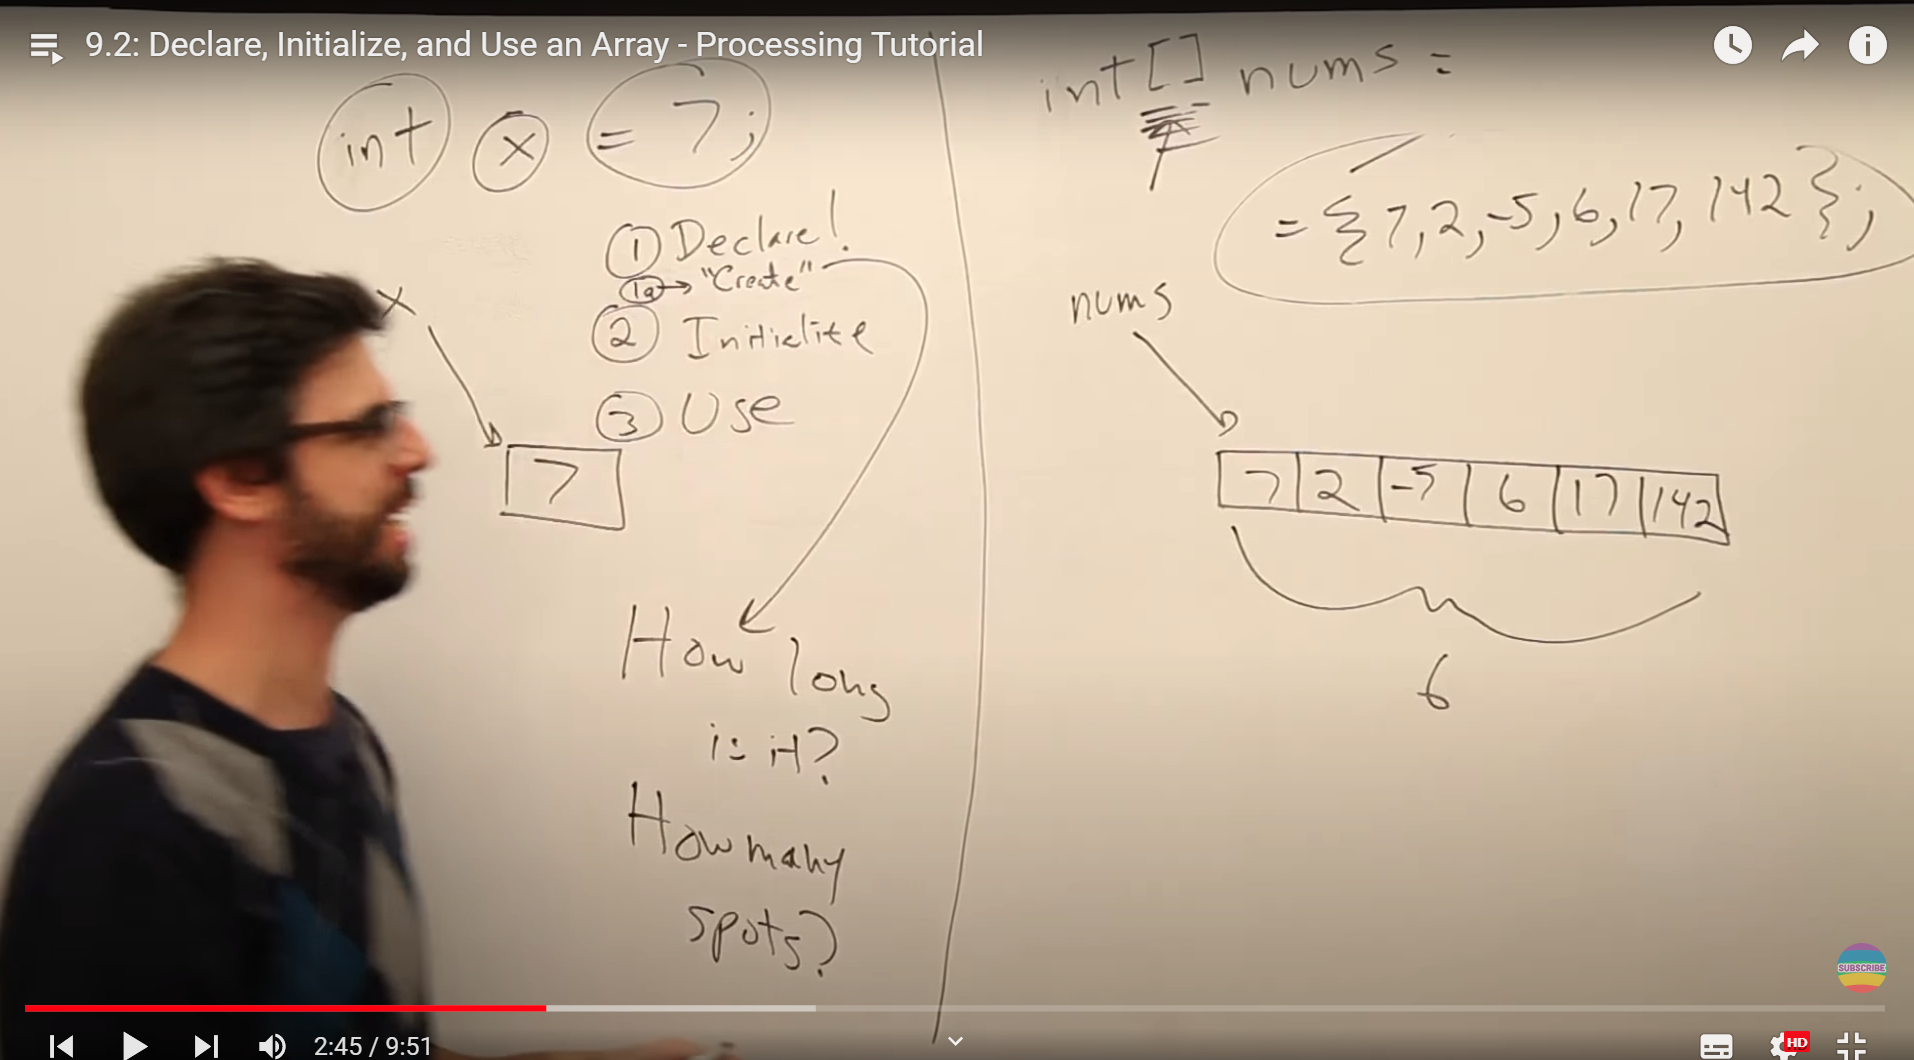 9.2: Declare, Initialize, and Use an Array - Processing Tutorial
int x = 7;
① Declare!
1a → "Create"
② Initialize
③ Use
x
7
How long
is it?
How many
spots?
int[] nums =
= {7, 2, -5, 6, 17, 142};
nums
7 2 -5 6 17 142
6
SUBSCRIBE
2:45 / 9:51
HD